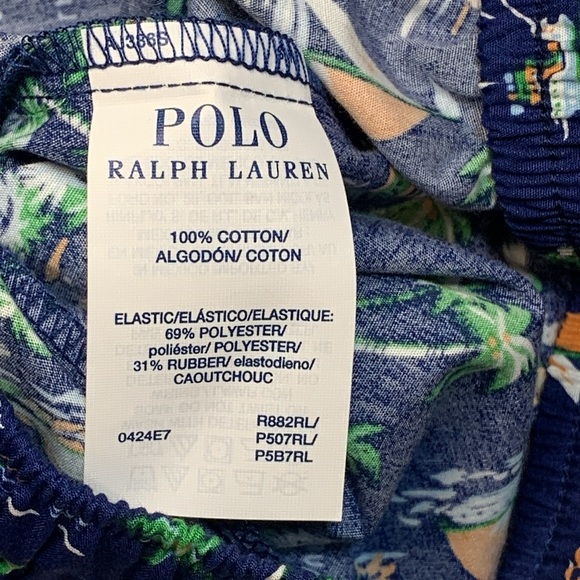 POLO
RALPH LAUREN
100% COTTON/
ALGODÓN/ COTON
ELASTIC/ELÁSTICO/ELASTIQUE:
69% POLYESTER/
poliéster/ POLYESTER
31% RUBBER/ elastodieno/
CAOUTCHOUC
0424E7
R882RL/
P507RL/
P5B7RL